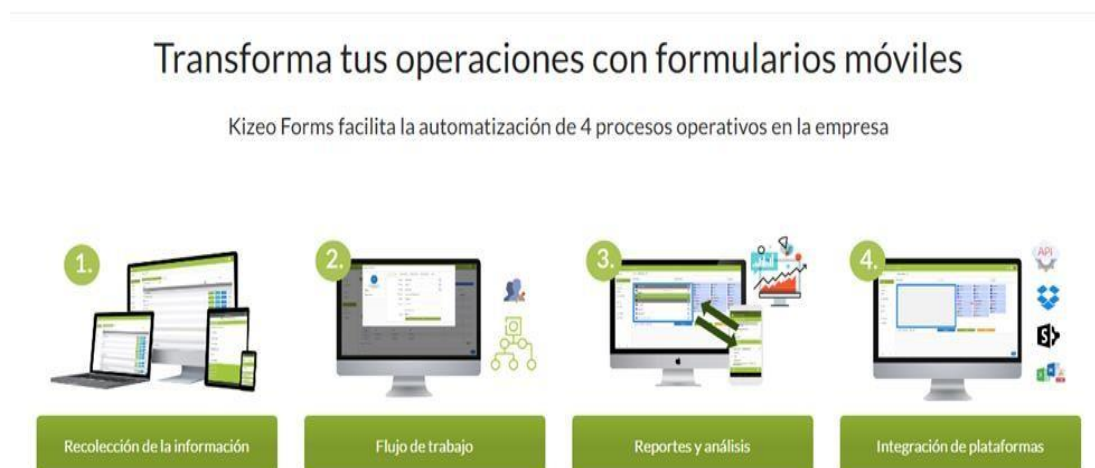 Transforma tus operaciones con formularios móviles
Kizeo Forms facilita la automatización de 4 procesos operativos en la empresa
1.
2.
3.
4.
API
S
Recolección de la información
Flujo de trabajo
Reportes y análisis
Integración de plataformas